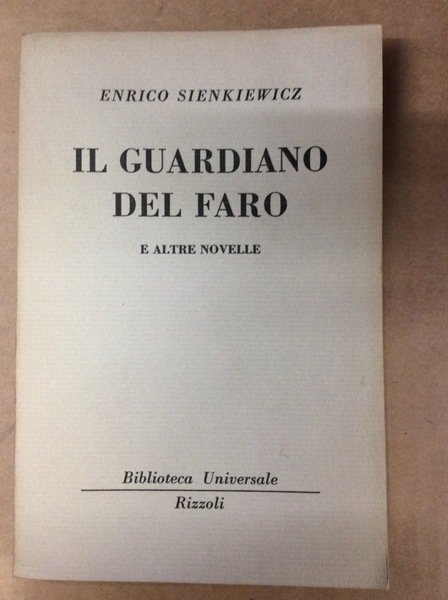 ENRICO SIENKIEWICZ
IL GUARDIANO
DEL FARO
E ALTRE NOVELLE
Biblioteca Universale
Rizzoli